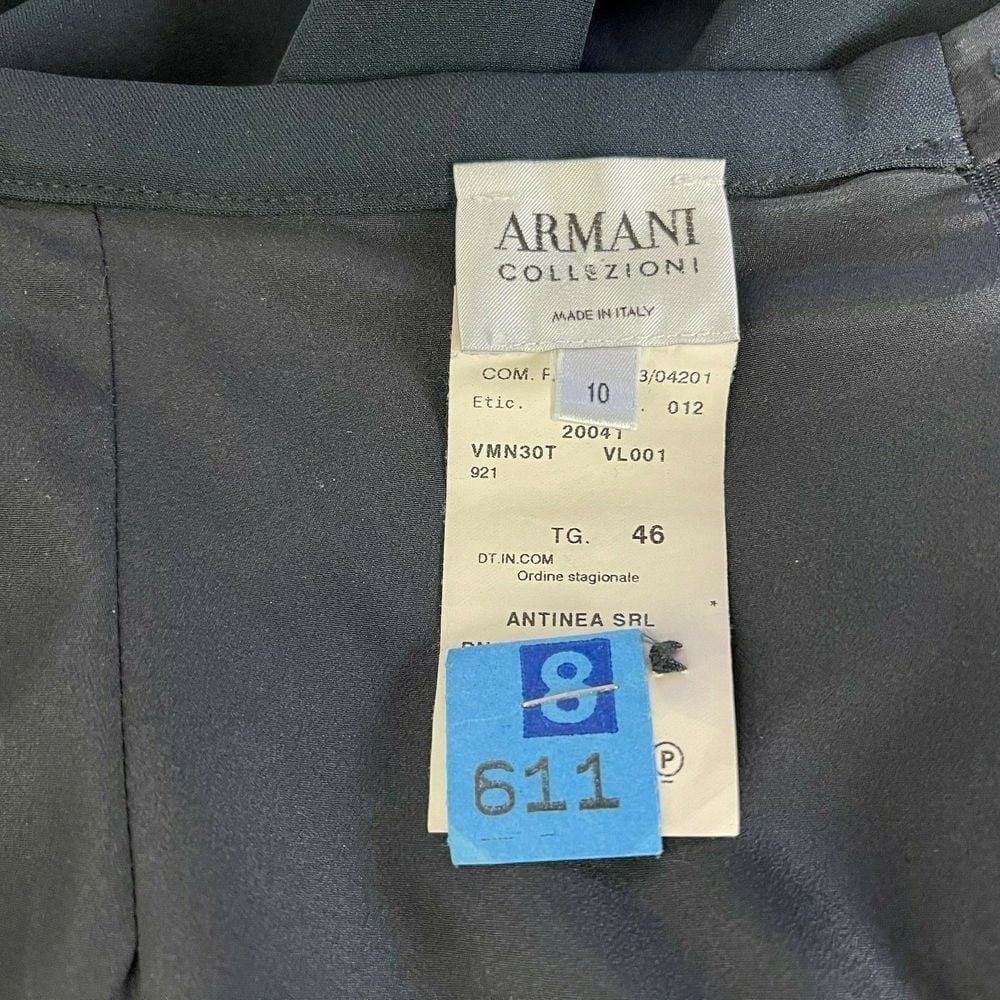 ARMANI
COLLEZIONI
MADE IN ITALY
COM. 3/04201
10
Etic. 012
20041
VMN30T VL001
921
TG. 46
DT.IN.COM
Ordine stagionale
*
ANTINEA SRL
8
P
611